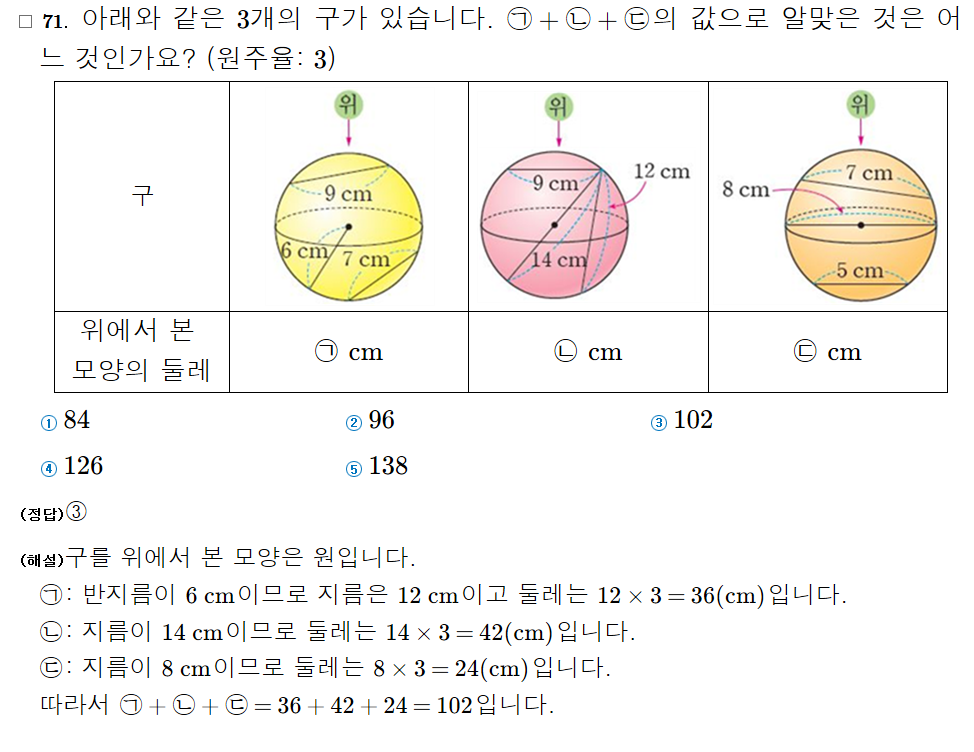 □ 71. 아래와 같은 3개의 구가 있습니다. ㉠+㉡+㉢의 값으로 알맞은 것은 어
느 것인가요? (원주율: 3)
구
위
9 cm
6 cm
7 cm
위
9 cm
12 cm
14 cm
위
7 cm
8 cm
5 cm
위에서 본
모양의 둘레
㉠ cm
㉡ cm
㉢ cm
① 84 ② 96 ③ 102
④ 126 ⑤ 138
(정답)③
(해설)구를 위에서 본 모양은 원입니다.
㉠: 반지름이 6 cm이므로 지름은 12 cm이고 둘레는 12×3=36(cm)입니다.
㉡: 지름이 14 cm이므로 둘레는 14×3=42(cm)입니다.
㉢: 지름이 8 cm이므로 둘레는 8×3=24(cm)입니다.
따라서 ㉠+㉡+㉢=36+42+24=102입니다.